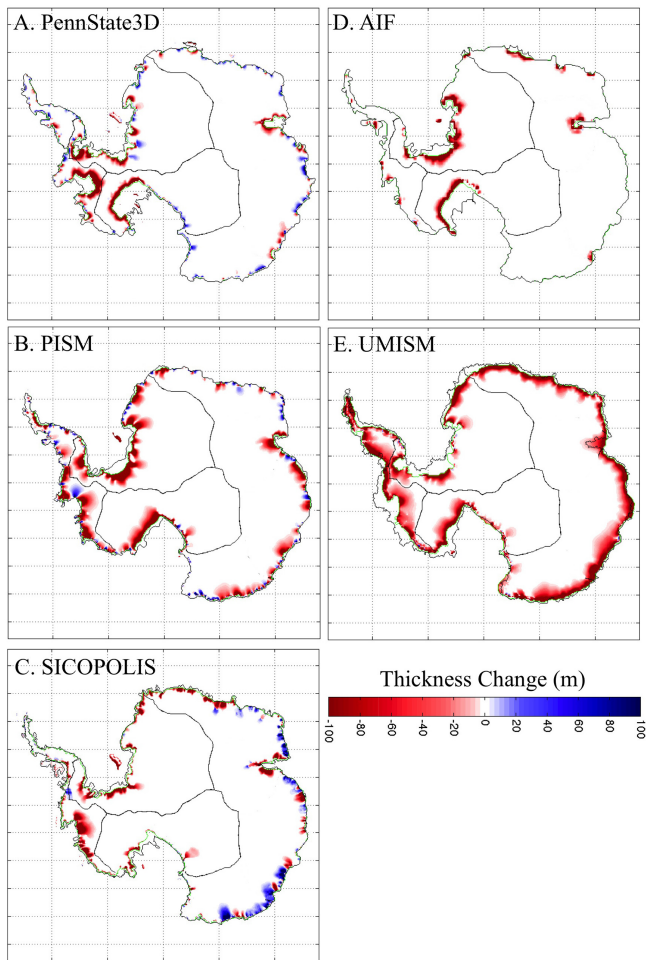 A. PennState3D
D. AIF
B. PISM
E. UMISM
C. SICOPOLIS
Thickness Change (m)
-100 -80 -60 -40 -20 0 20 40 60 80 100